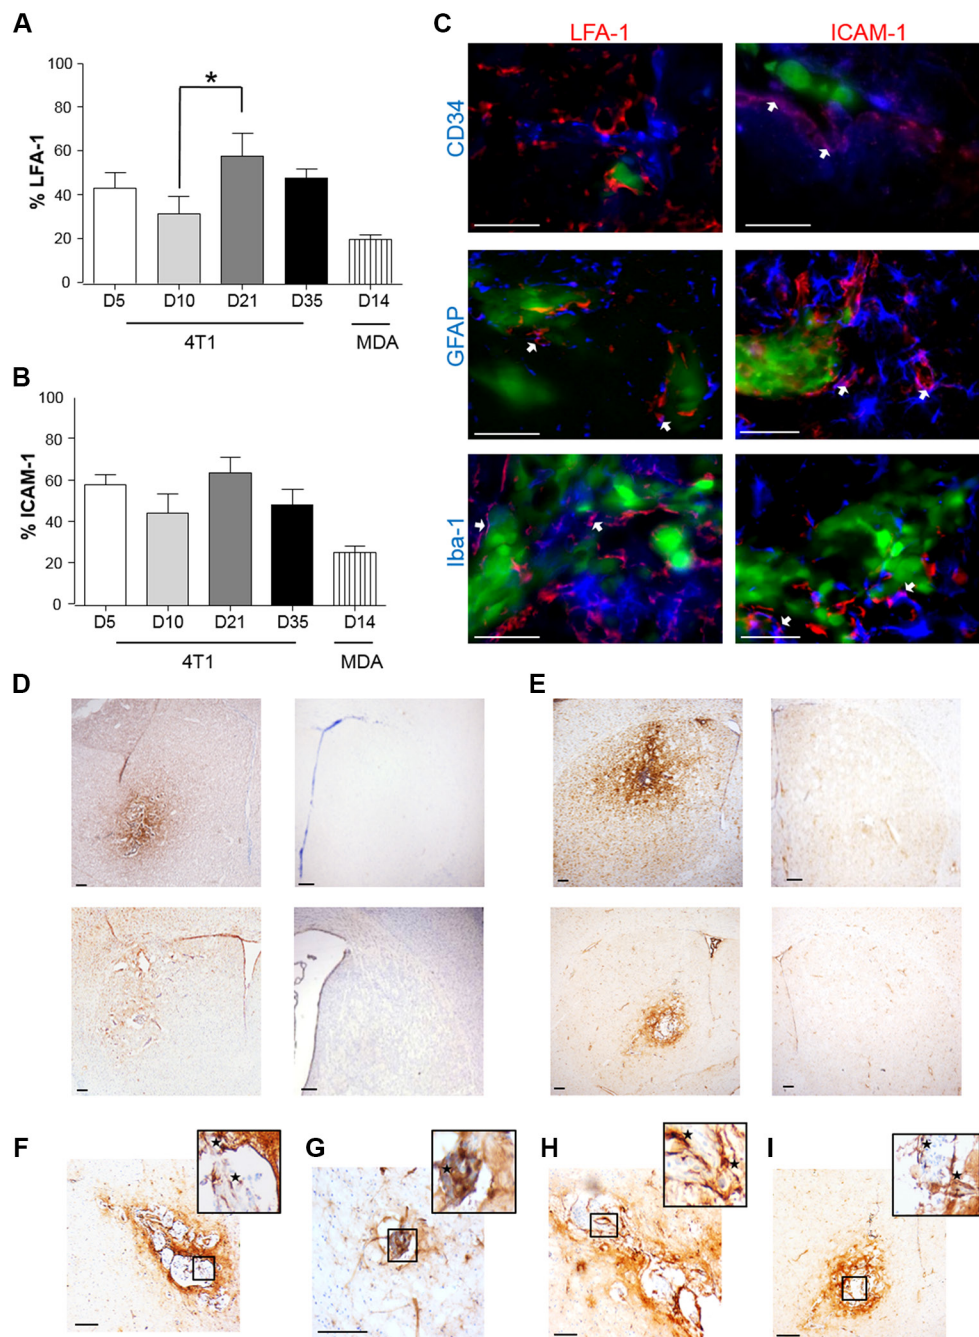 A
% LFA-1
100
80
60
40
20
0
*
D5 D10 D21 D35 D14
4T1 MDA
B
% ICAM-1
100
80
60
40
20
0
D5 D10 D21 D35 D14
4T1 MDA
C
LFA-1 ICAM-1
CD34
GFAP
Iba-1
D
E
F
G
H
I